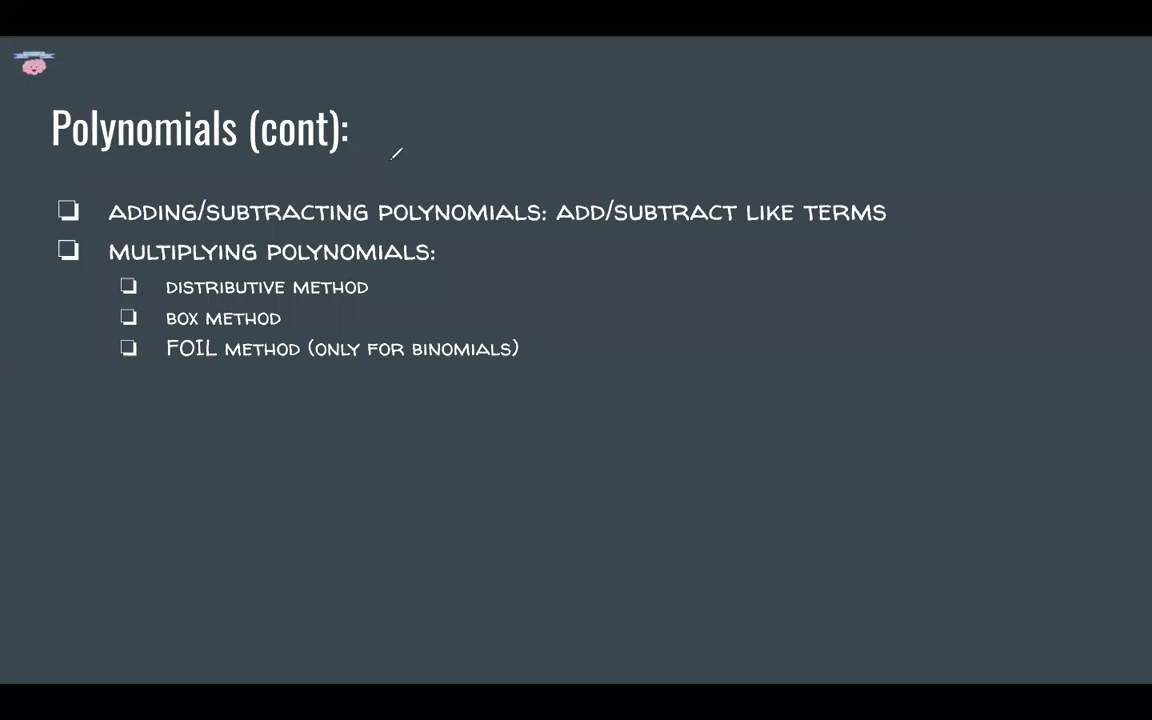 Polynomials (cont):
ADDING/SUBTRACTING POLYNOMIALS: ADD/SUBTRACT LIKE TERMS
MULTIPLYING POLYNOMIALS:
DISTRIBUTIVE METHOD
BOX METHOD
FOIL METHOD (ONLY FOR BINOMIALS)